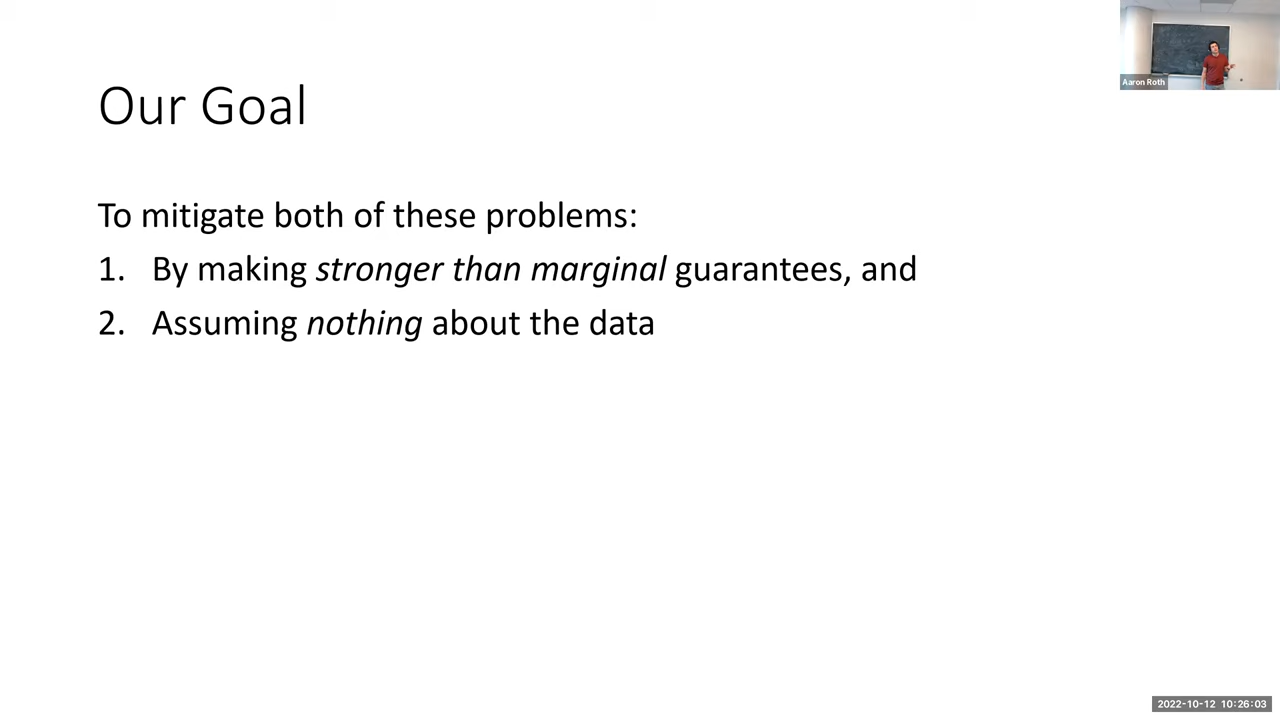 Aaron Roth
Our Goal
To mitigate both of these problems:
1. By making stronger than marginal guarantees, and
2. Assuming nothing about the data
2022-10-12 10:26:03